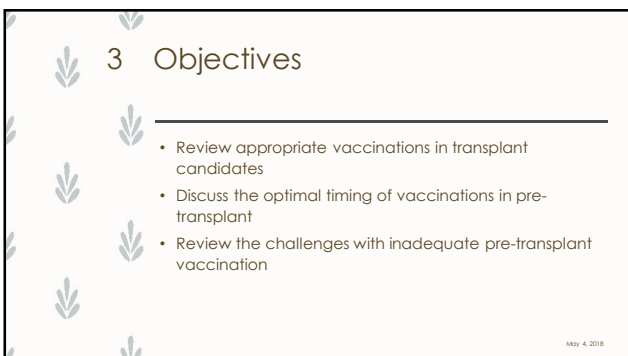 3 Objectives
• Review appropriate vaccinations in transplant
candidates
• Discuss the optimal timing of vaccinations in pre-
transplant
• Review the challenges with inadequate pre-transplant
vaccination
May 4, 2018